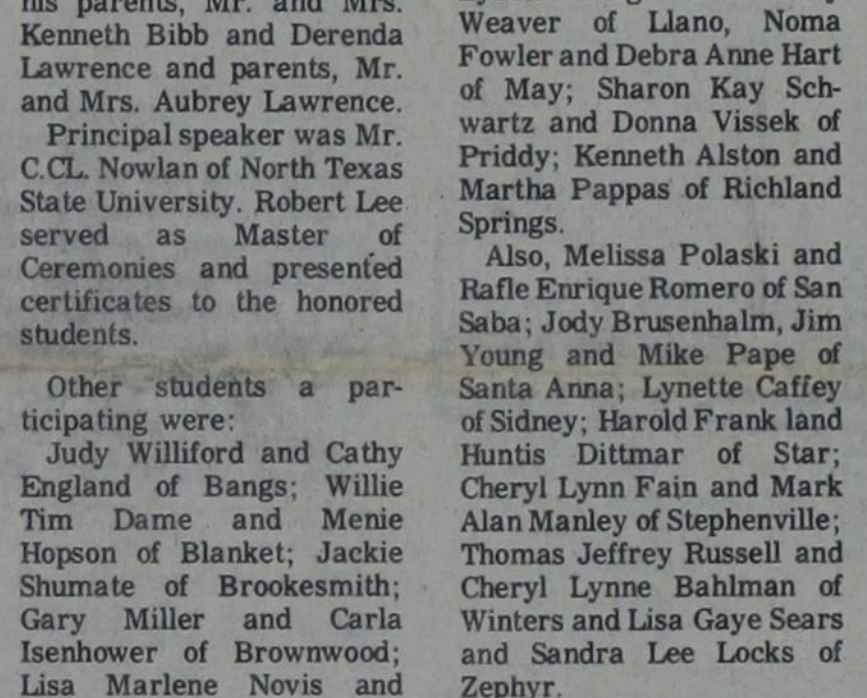 his parents, Mr. and Mrs.
Kenneth Bibb and Derenda
Lawrence and parents, Mr.
and Mrs. Aubrey Lawrence.
Principal speaker was Mr.
C.CL. Nowlan of North Texas
State University. Robert Lee
served as Master of
Ceremonies and presented
certificates to the honored
students.
Other students a par-
ticipating were:
Judy Williford and Cathy
England of Bangs; Willie
Tim Dame and Menie
Hopson of Blanket; Jackie
Shumate of Brookesmith;
Gary Miller and Carla
Isenhower of Brownwood;
Lisa Marlene Novis and
Weaver of Llano, Noma
Fowler and Debra Anne Hart
of May; Sharon Kay Sch-
wartz and Donna Vissek of
Priddy; Kenneth Alston and
Martha Pappas of Richland
Springs.
Also, Melissa Polaski and
Rafle Enrique Romero of San
Saba; Jody Brusenhalm, Jim
Young and Mike Pape of
Santa Anna; Lynette Caffey
of Sidney; Harold Frank land
Huntis Dittmar of Star;
Cheryl Lynn Fain and Mark
Alan Manley of Stephenville;
Thomas Jeffrey Russell and
Cheryl Lynne Bahlman of
Winters and Lisa Gaye Sears
and Sandra Lee Locks of
Zephyr.